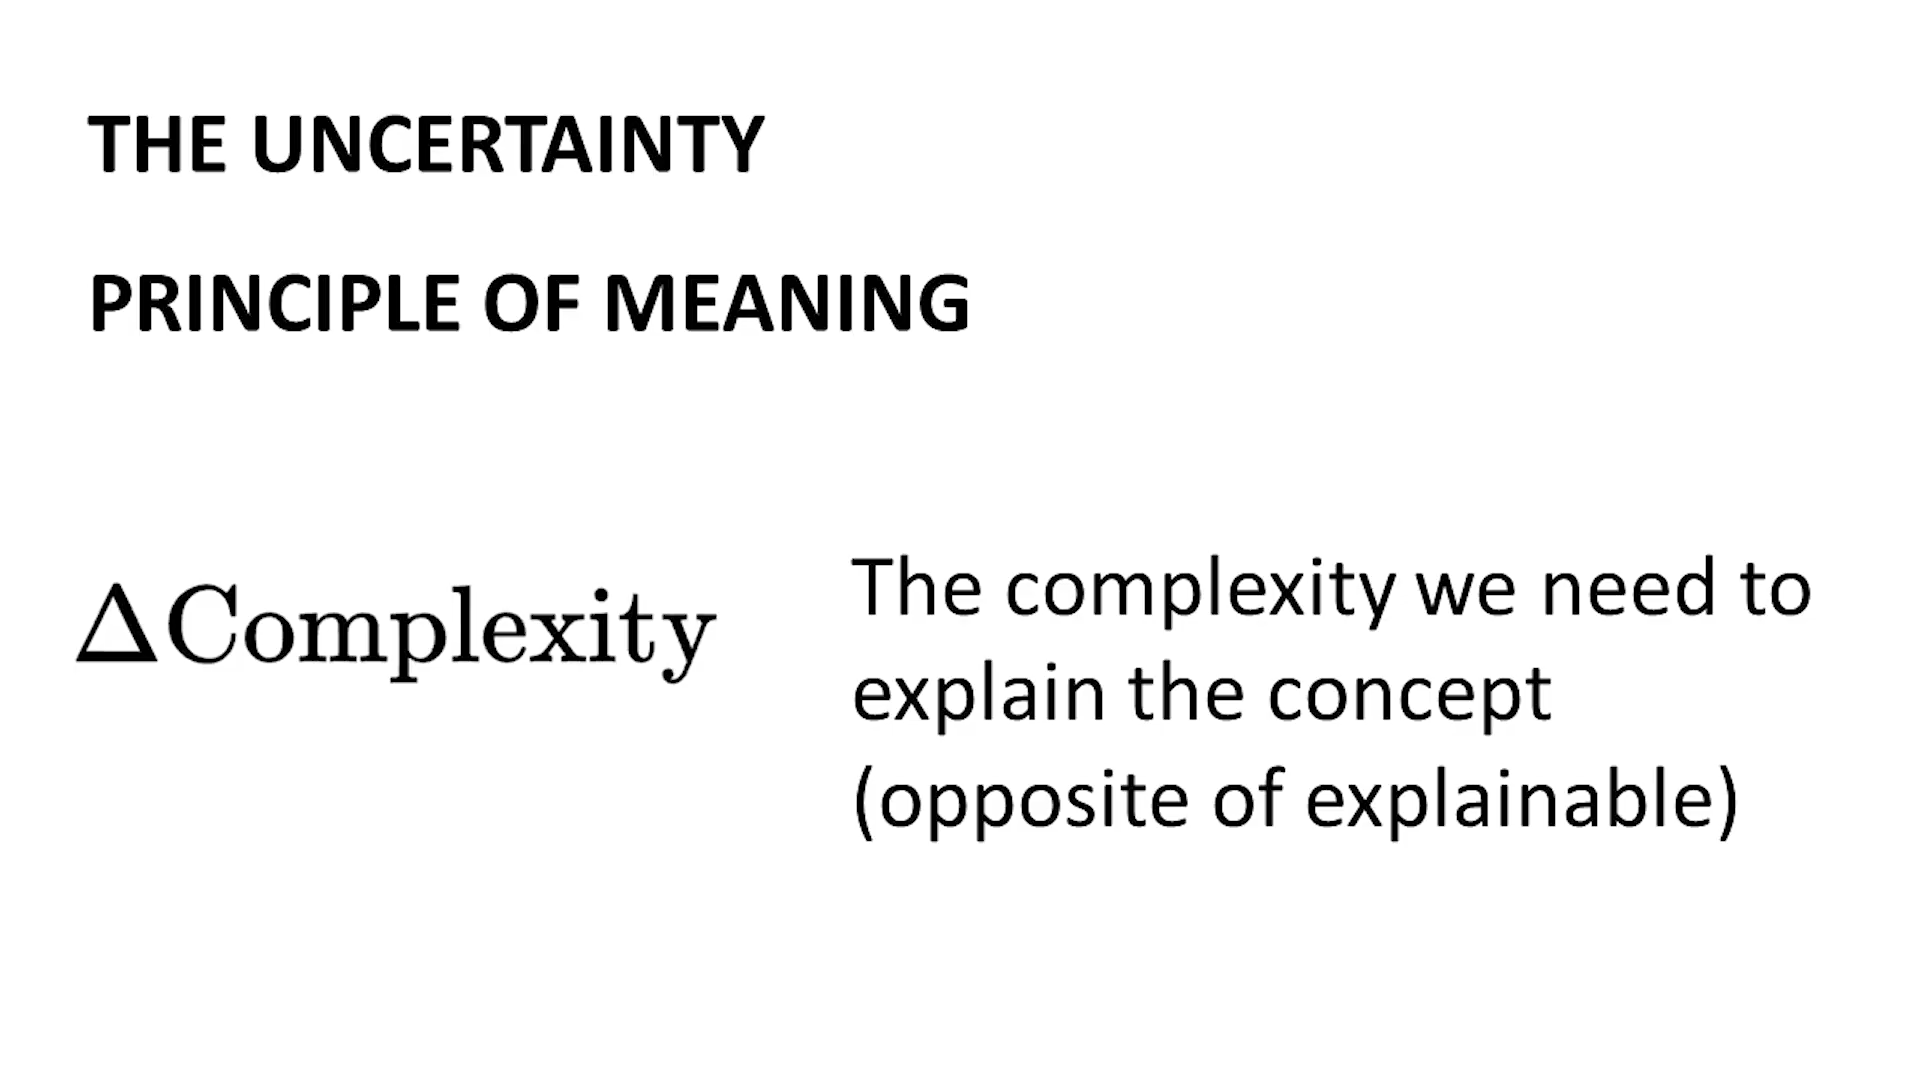 THE UNCERTAINTY
PRINCIPLE OF MEANING
ΔComplexity
The complexity we need to
explain the concept
(opposite of explainable)